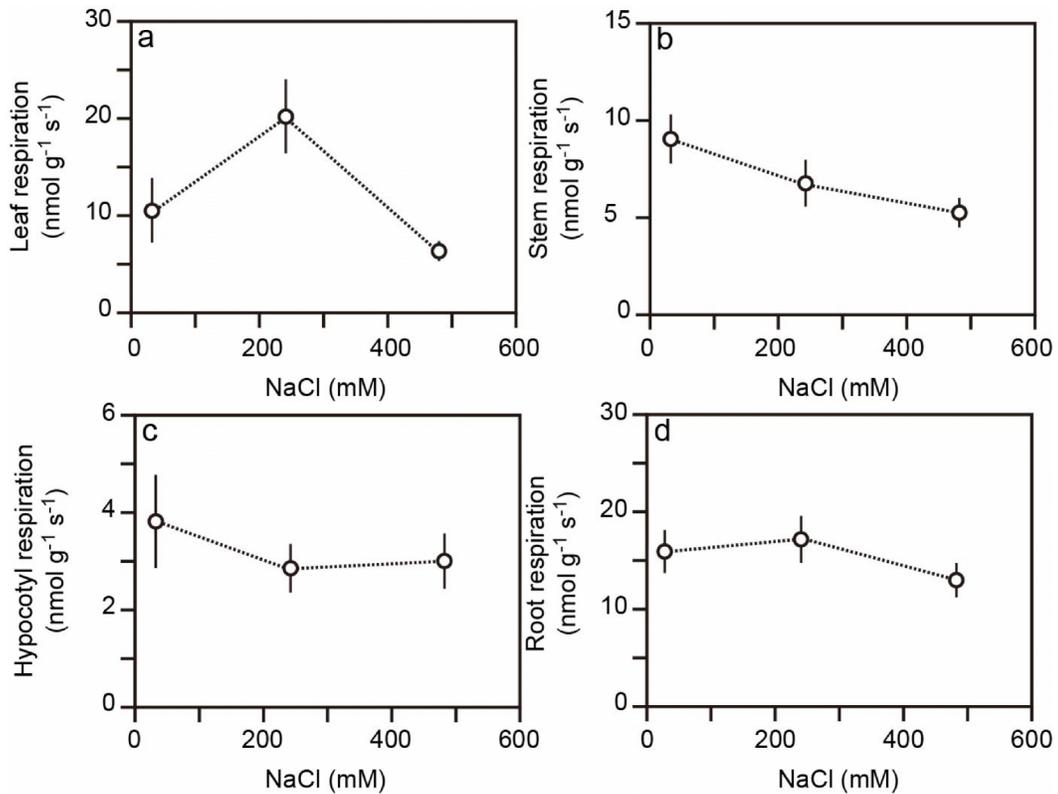 a
Leaf respiration
(nmol g-1 s-1)
30
20
10
0
0 200 400 600
NaCl (mM)
b
Stem respiration
(nmol g-1 s-1)
15
10
5
0
0 200 400 600
NaCl (mM)
c
Hypocotyl respiration
(nmol g-1 s-1)
6
4
2
0
0 200 400 600
NaCl (mM)
d
Root respiration
(nmol g-1 s-1)
30
20
10
0
0 200 400 600
NaCl (mM)